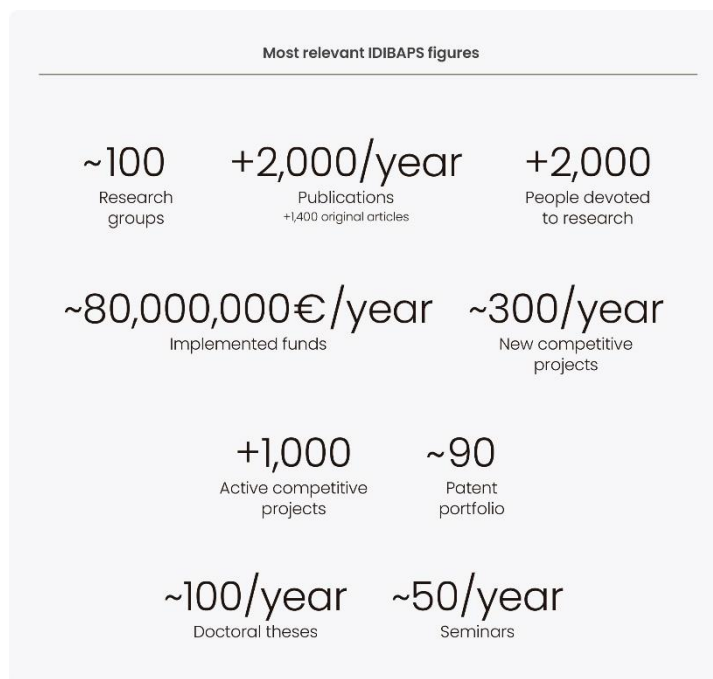 Most relevant IDIBAPS figures
~100
Research
groups
+2,000/year
Publications
+1,400 original articles
+2,000
People devoted
to research
~80,000,000€/year
Implemented funds
~300/year
New competitive
projects
+1,000
Active competitive
projects
~90
Patent
portfolio
~100/year
Doctoral theses
~50/year
Seminars